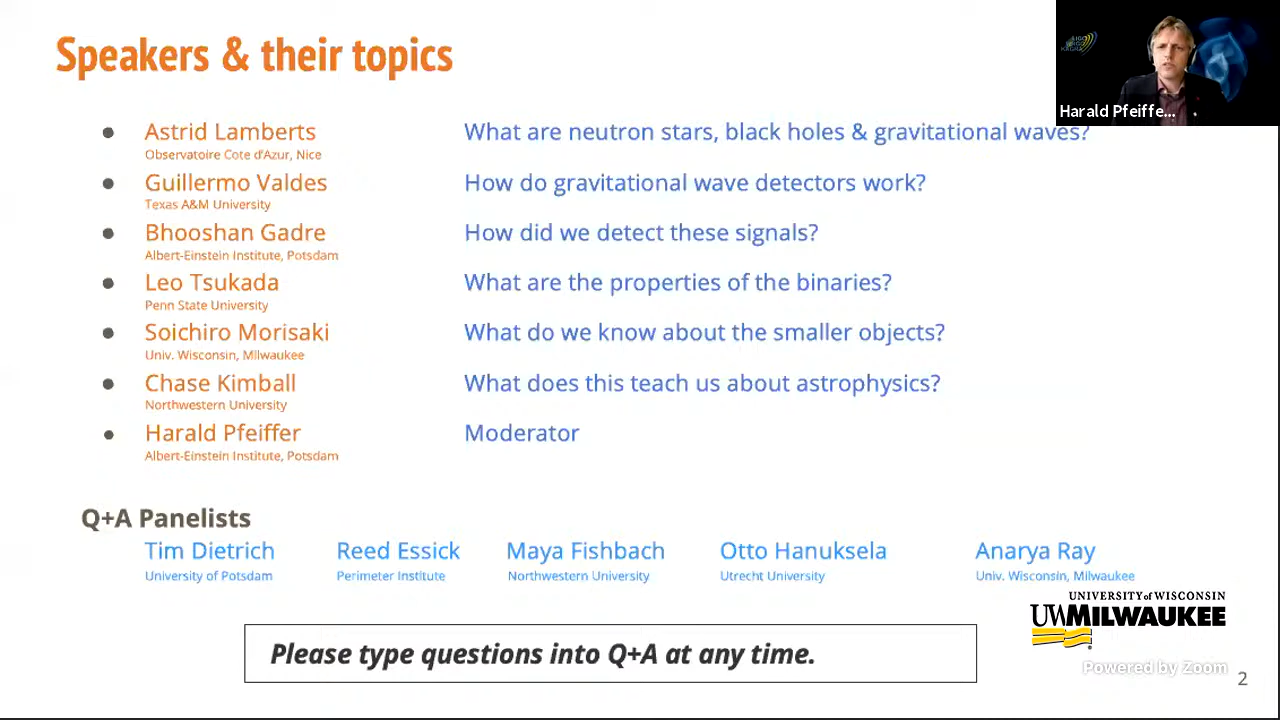 Speakers & their topics
Harald Pfeiffe...
Astrid Lamberts What are neutron stars, black holes & gravitational waves?
Observatoire Cote d'Azur, Nice
Guillermo Valdes How do gravitational wave detectors work?
Texas A&M University
Bhooshan Gadre How did we detect these signals?
Albert-Einstein Institute, Potsdam
Leo Tsukada What are the properties of the binaries?
Penn State University
Soichiro Morisaki What do we know about the smaller objects?
Univ. Wisconsin, Milwaukee
Chase Kimball What does this teach us about astrophysics?
Northwestern University
Harald Pfeiffer Moderator
Albert-Einstein Institute, Potsdam
Q+A Panelists
Tim Dietrich Reed Essick Maya Fishbach Otto Hanuksela Anarya Ray
University of Potsdam Perimeter Institute Northwestern University Utrecht University Univ. Wisconsin, Milwaukee
UNIVERSITY of WISCONSIN
UWMILWAUKEE
Please type questions into Q+A at any time.
Powered by Zoom
2